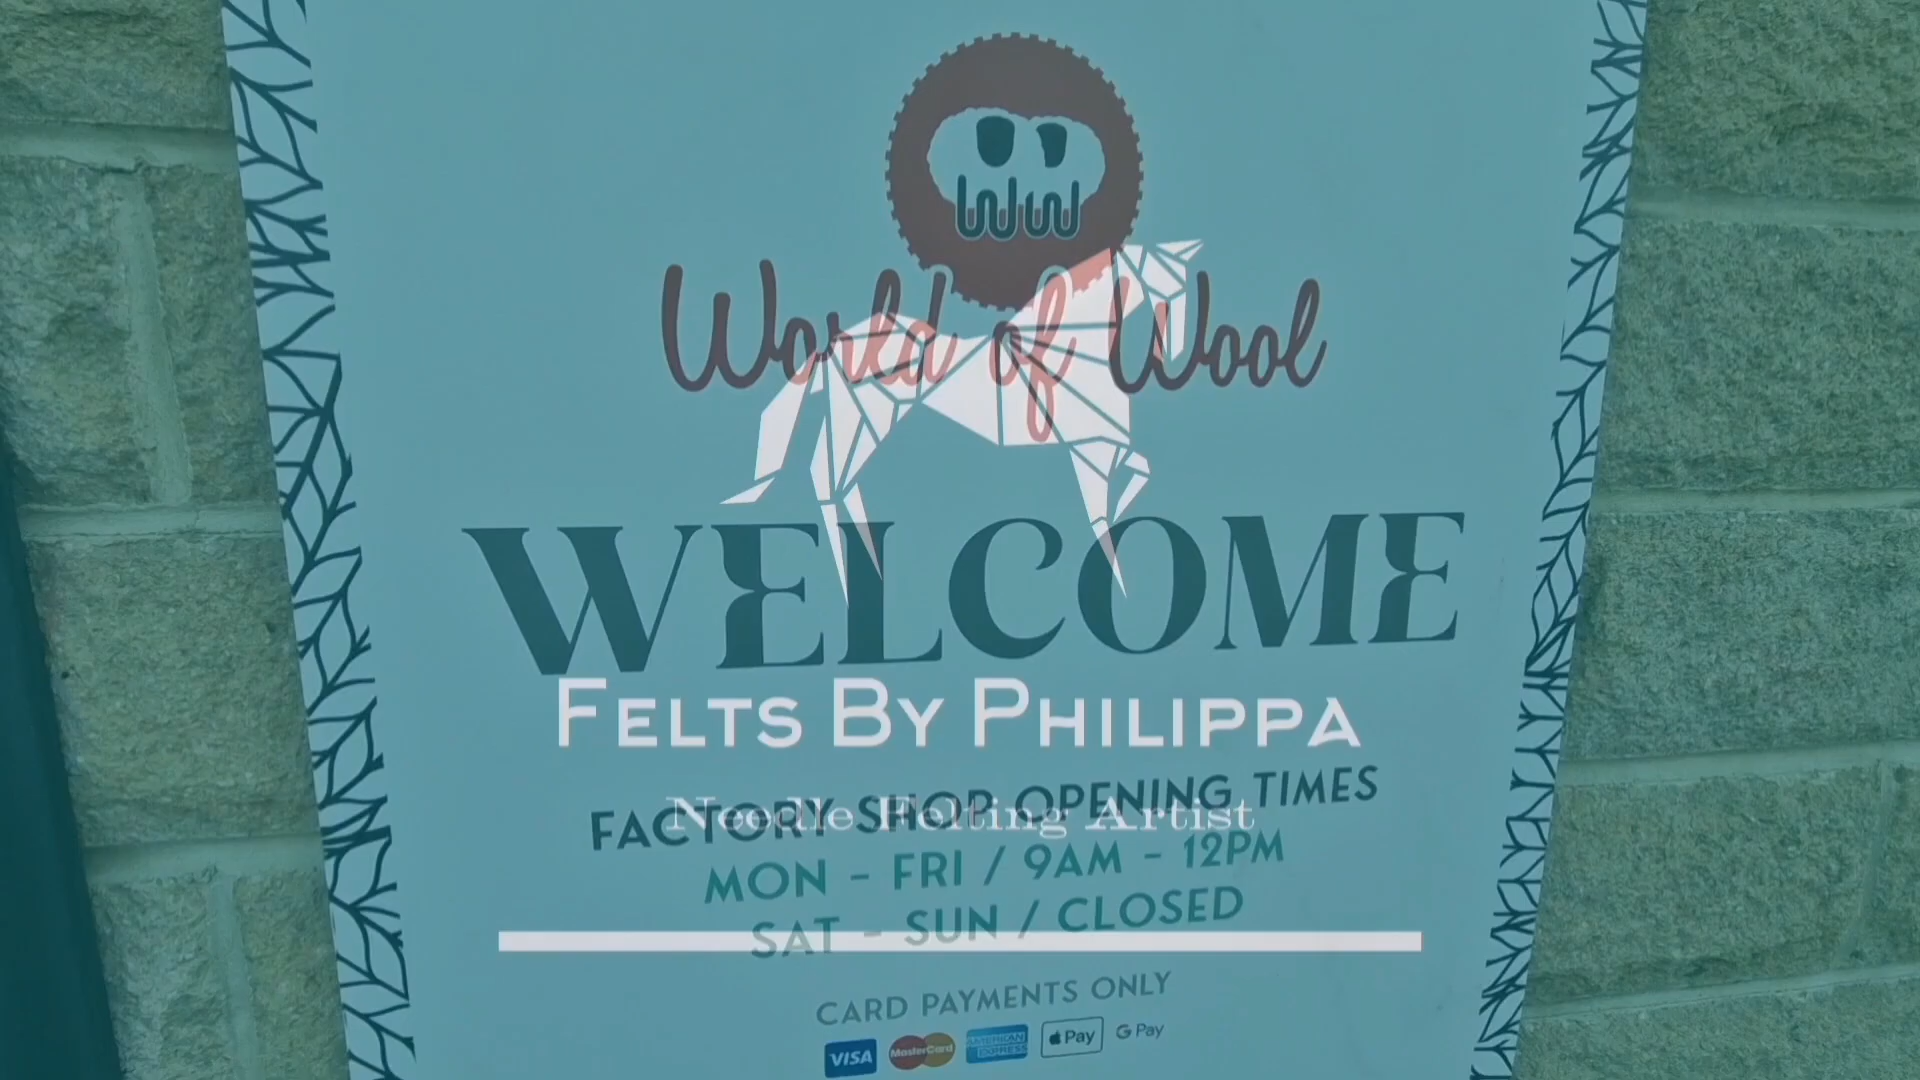 WW
World of Wool
WELCOME
FELTS BY PHILIPPA
FACTORY SHOP OPENING TIMES
Needle Felting Artist
MON - FRI / 9AM - 12PM
SAT - SUN / CLOSED
CARD PAYMENTS ONLY
VISA MasterCard AMERICAN EXPRESS Pay G Pay